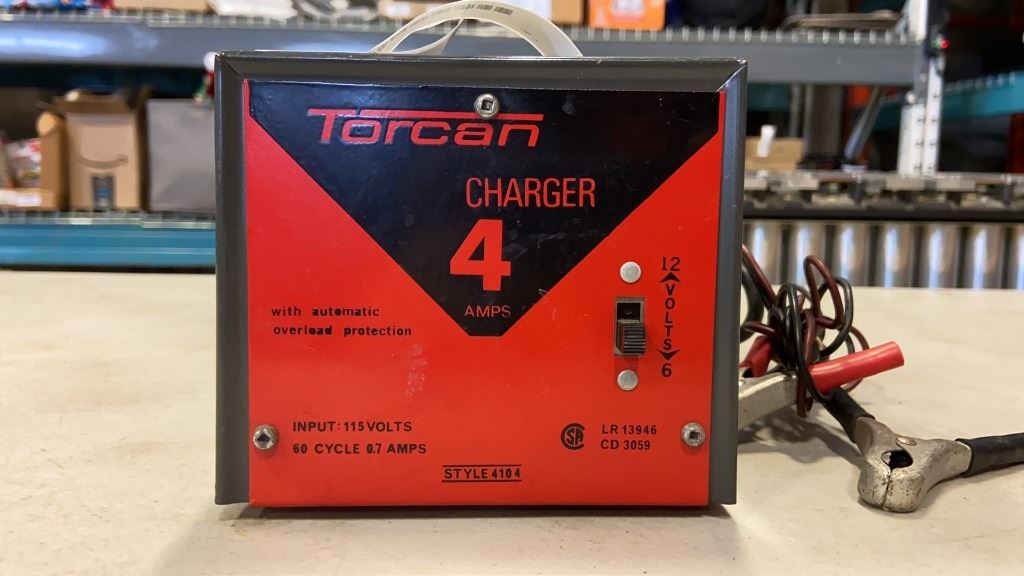 Torcan
CHARGER
4
AMPS
with automatic
overload protection
12
VOLTS
6
INPUT: 115 VOLTS
60 CYCLE 0.7 AMPS
SA
LR 13946
CD 3059
STYLE 4104